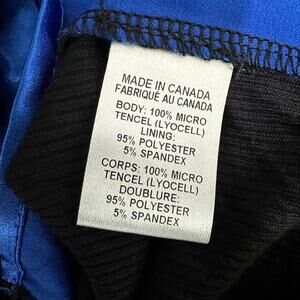 MADE IN CANADA
FABRIQUÉ AU CANADA
BODY: 100% MICRO
TENCEL (LYOCELL)
LINING:
95% POLYESTER
5% SPANDEX
CORPS: 100% MICRO
TENCEL (LYOCELL)
DOUBLURE:
95% POLYESTER
5% SPANDEX